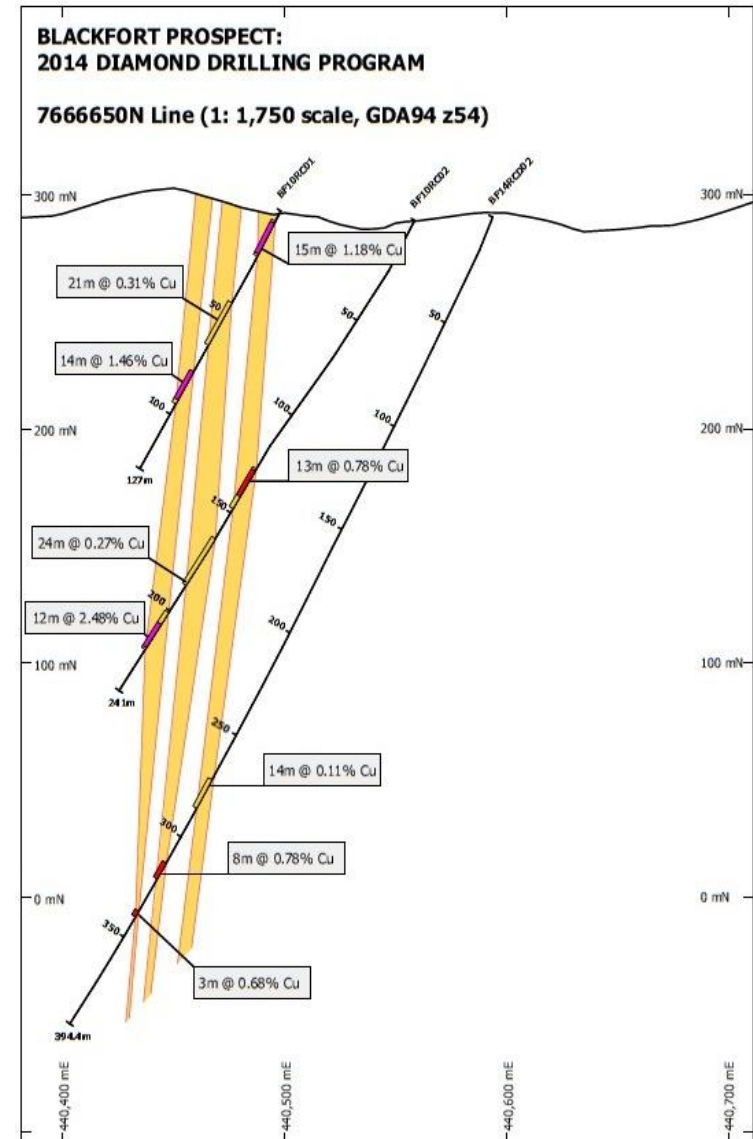 BLACKFORT PROSPECT:
2014 DIAMOND DRILLING PROGRAM
7666650N Line (1: 1,750 scale, GDA94 z54)
BF10RC01
BF10RC02
BF14RCD02
300 mN
300 mN
15m @ 1.18% Cu
21m @ 0.31% Cu
50
50
50
14m @ 1.46% Cu
100
100
100
200 mN
200 mN
127m
13m @ 0.78% Cu
150
150
24m @ 0.27% Cu
200
200
12m @ 2.48% Cu
100 mN
100 mN
241m
250
14m @ 0.11% Cu
300
8m @ 0.78% Cu
0 mN
0 mN
350
3m @ 0.68% Cu
394.4m
440,400 mE
440,500 mE
440,600 mE
440,700 mE